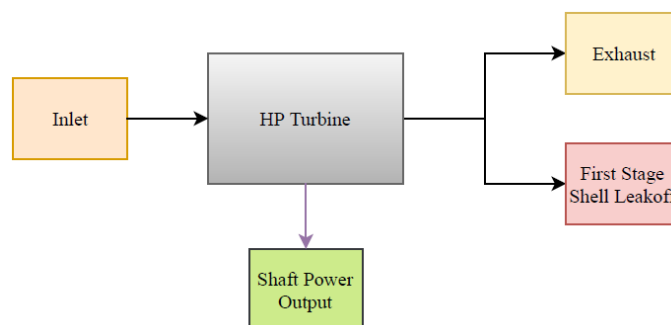 Exhaust
Inlet
HP Turbine
First Stage
Shell Leakoff
Shaft Power
Output